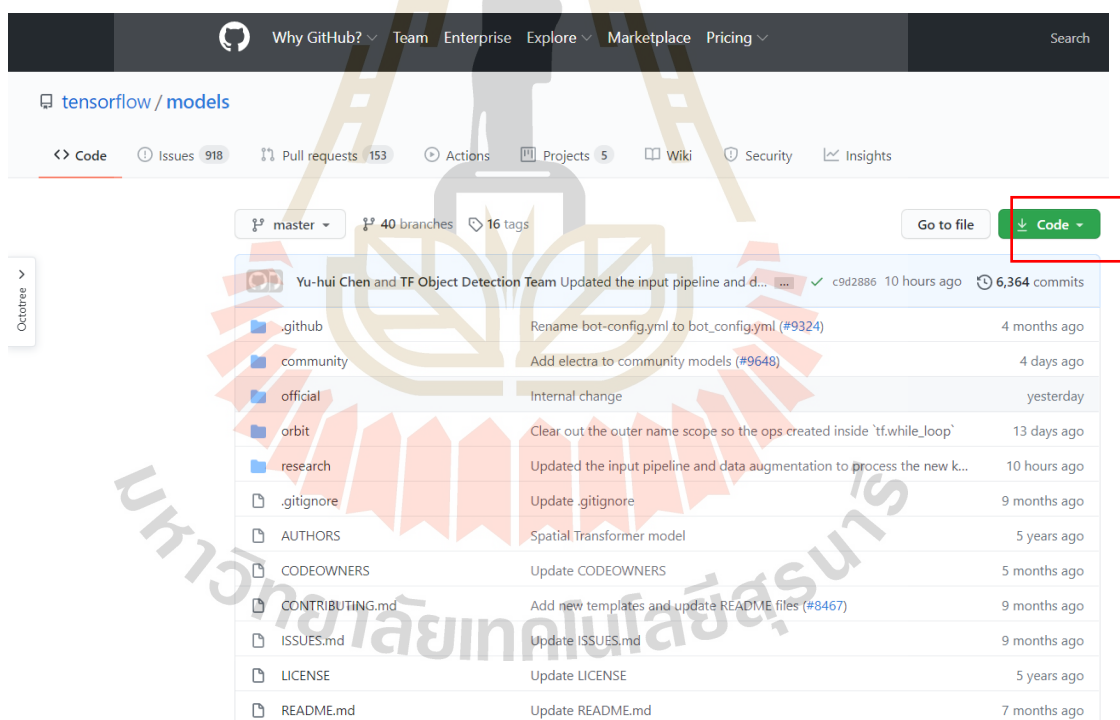 Why GitHub? Team Enterprise Explore Marketplace Pricing Search
tensorflow / models
<> Code Issues 918 Pull requests 153 Actions Projects 5 Wiki Security Insights
master 40 branches 16 tags Go to file Code
Octotree
Yu-hui Chen and TF Object Detection Team Updated the input pipeline and d... ... c9d2886 10 hours ago 6,364 commits
.github Rename bot-config.yml to bot_config.yml (#9324) 4 months ago
community Add electra to community models (#9648) 4 days ago
official Internal change yesterday
orbit Clear out the outer name scope so the ops created inside `tf.while_loop` 13 days ago
research Updated the input pipeline and data augmentation to process the new k... 10 hours ago
.gitignore Update .gitignore 9 months ago
AUTHORS Spatial Transformer model 5 years ago
CODEOWNERS Update CODEOWNERS 5 months ago
CONTRIBUTING.md Add new templates and update README files (#8467) 9 months ago
ISSUES.md Update ISSUES.md 9 months ago
LICENSE Update LICENSE 5 years ago
README.md Update README.md 7 months ago
มหาวิทยาลัยเทคโนโลยีสุรนารี